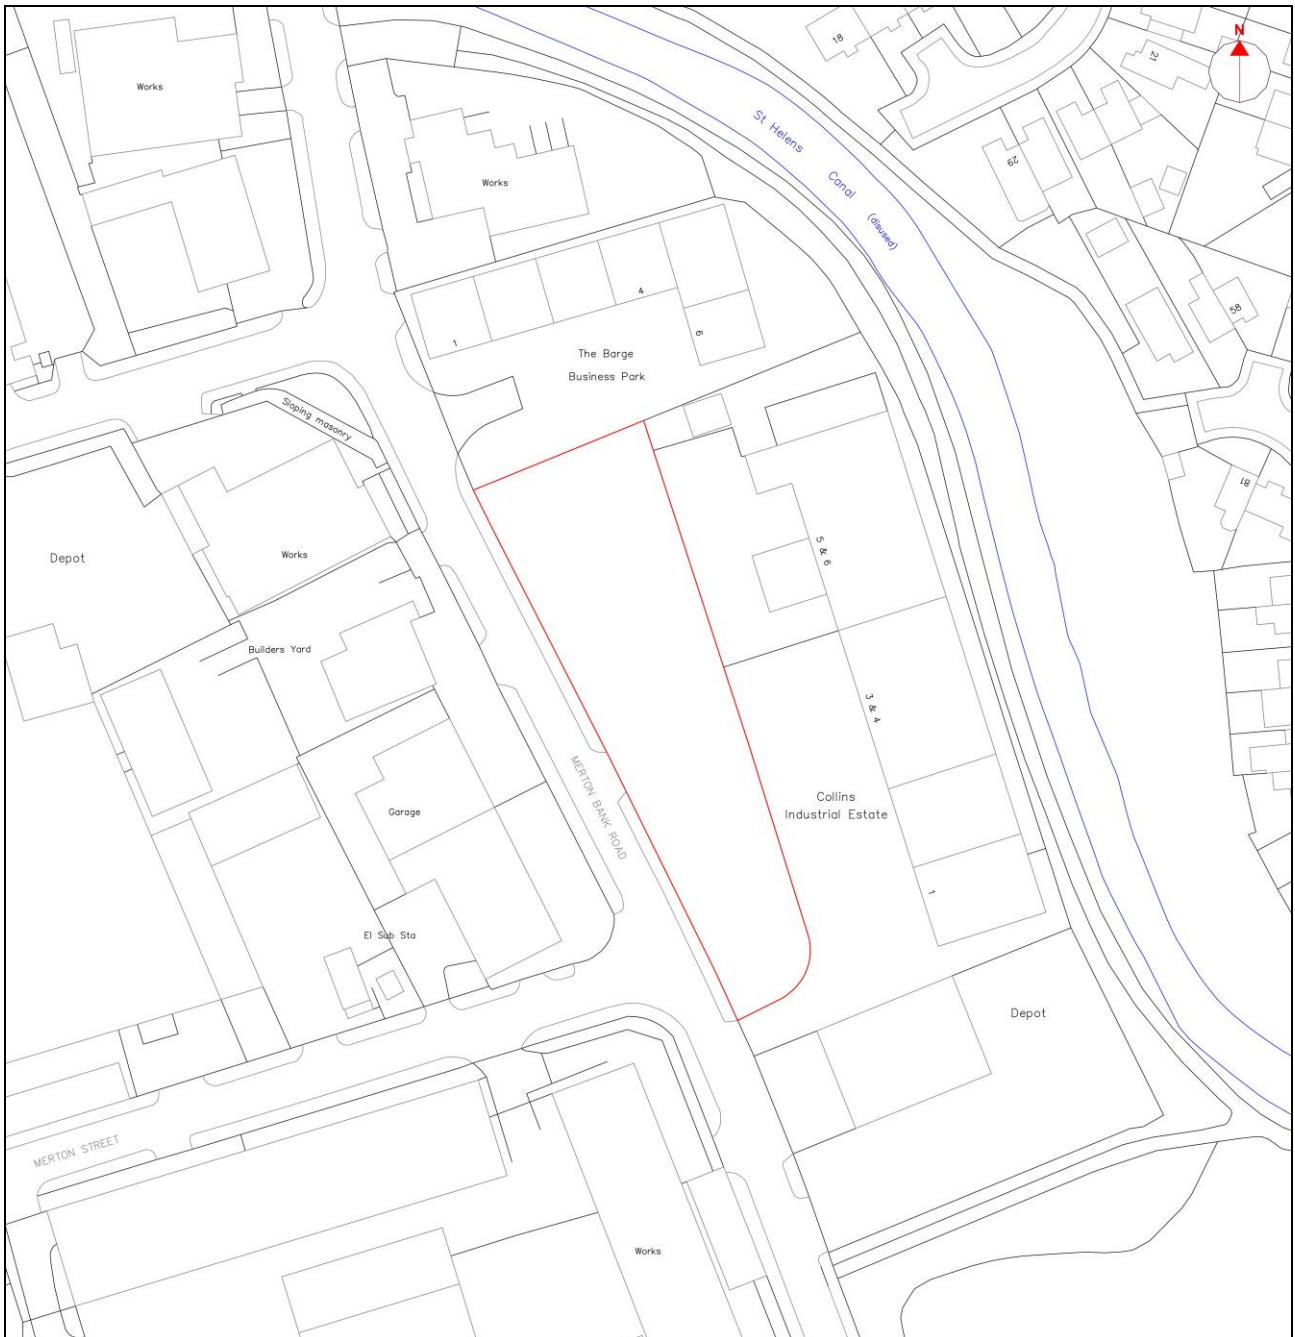 N
18
21
Works
St Helens
Canal
(disused)
29
Works
58
4
1
6
The Barge
Business Park
Sloping masonry
81
Depot
Works
5 & 6
Builders Yard
3 & 4
MERTON BANK ROAD
Collins
Industrial Estate
Garage
1
El Sub Sta
Depot
MERTON STREET
Works